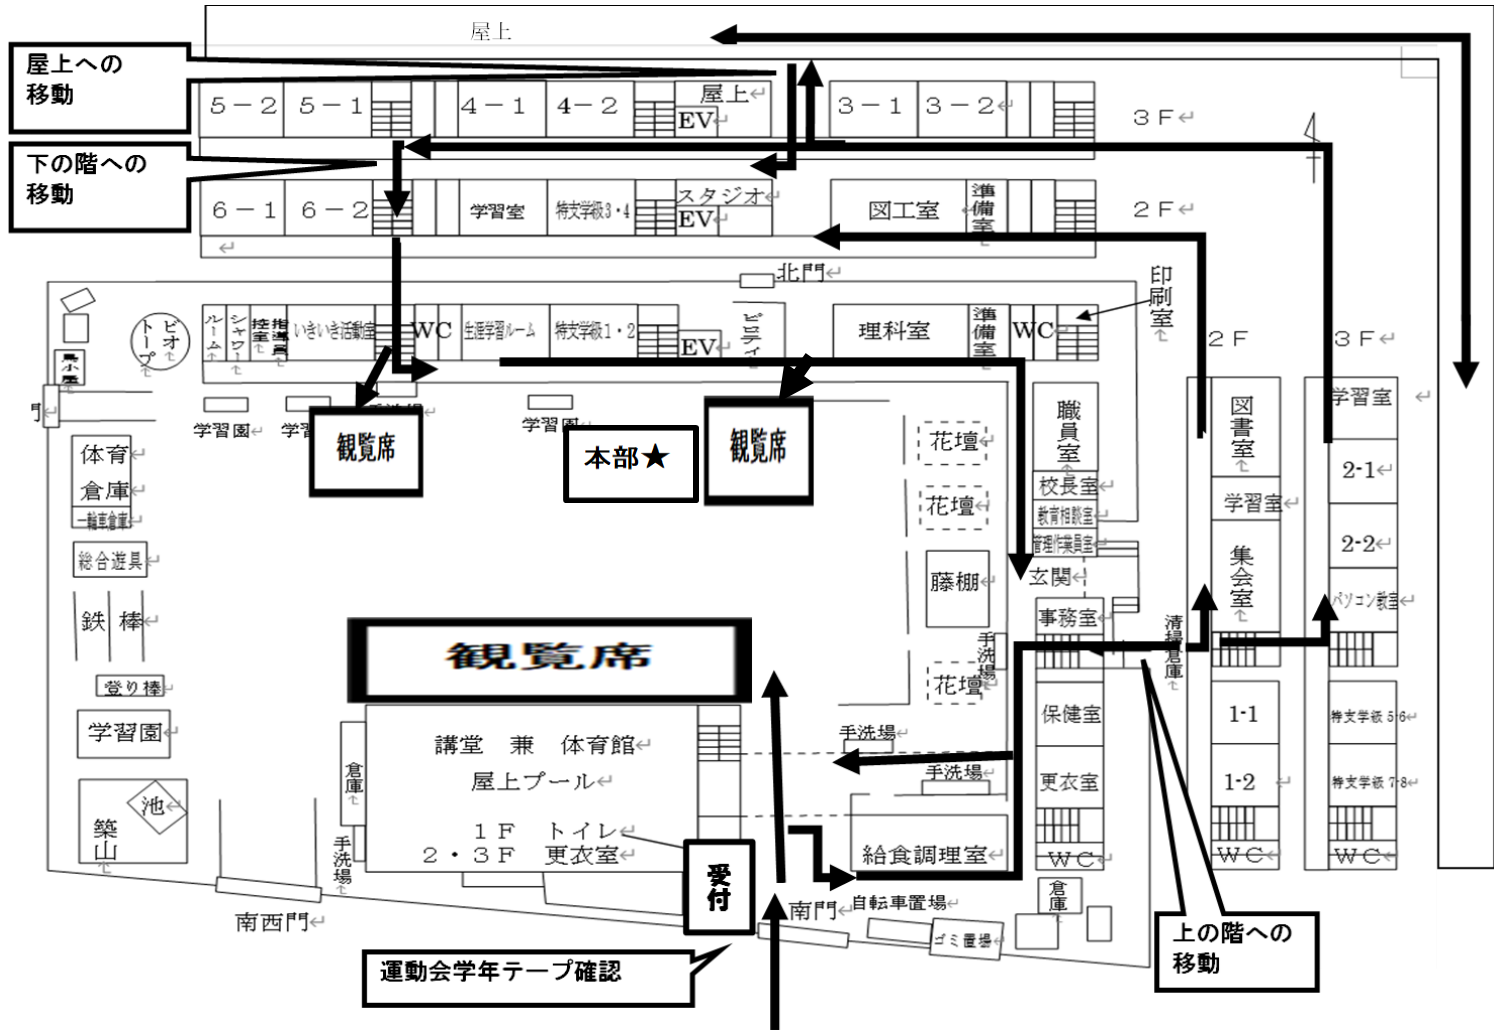 屋上
屋上への
移動
下の階への
移動
5-2
5-1
4-1
4-2
屋上
EV
3-1
3-2
3F
6-1
6-2
学習室
特支学級3・4
スタジオ
EV
図工室
準備室
2F
北門
印刷室
ビオトープ
シャワールーム
指導員控室
いきいき活動室
WC
生涯学習ルーム
特支学級1・2
EV
ピロティ
理科室
準備室
WC
2F
3F
学習園
学習
学習園
手洗場
観覧席
本部★
観覧席
体育
倉庫
一輪車倉庫
総合遊具
鉄棒
登り棒
学習園
池
築山
花壇
花壇
藤棚
花壇
手洗場
職員室
校長室
教育相談室
管理作業員室
玄関
事務室
保健室
更衣室
WC
倉庫
清掃倉庫
図書室
学習室
集会室
1-1
1-2
WC
学習室
2-1
2-2
パソコン教室
特支学級5・6
特支学級7・8
WC
観覧席
講堂 兼 体育館
屋上プール
1F トイレ
2・3F 更衣室
倉庫
手洗場
手洗場
手洗場
給食調理室
受付
南西門
南門
自転車置場
ゴミ置場
運動会学年テープ確認
上の階への
移動